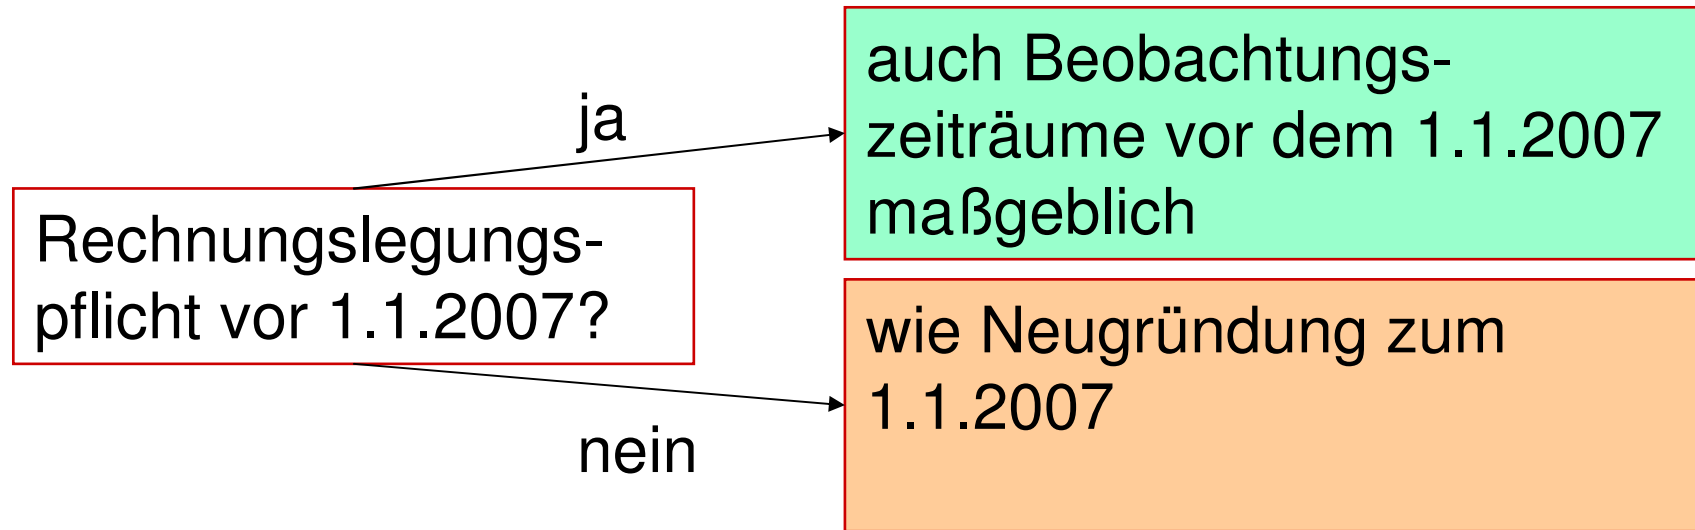 Rechnungslegungs-
pflicht vor 1.1.2007?
ja
auch Beobachtungs-
zeiträume vor dem 1.1.2007
maßgeblich
nein
wie Neugründung zum
1.1.2007